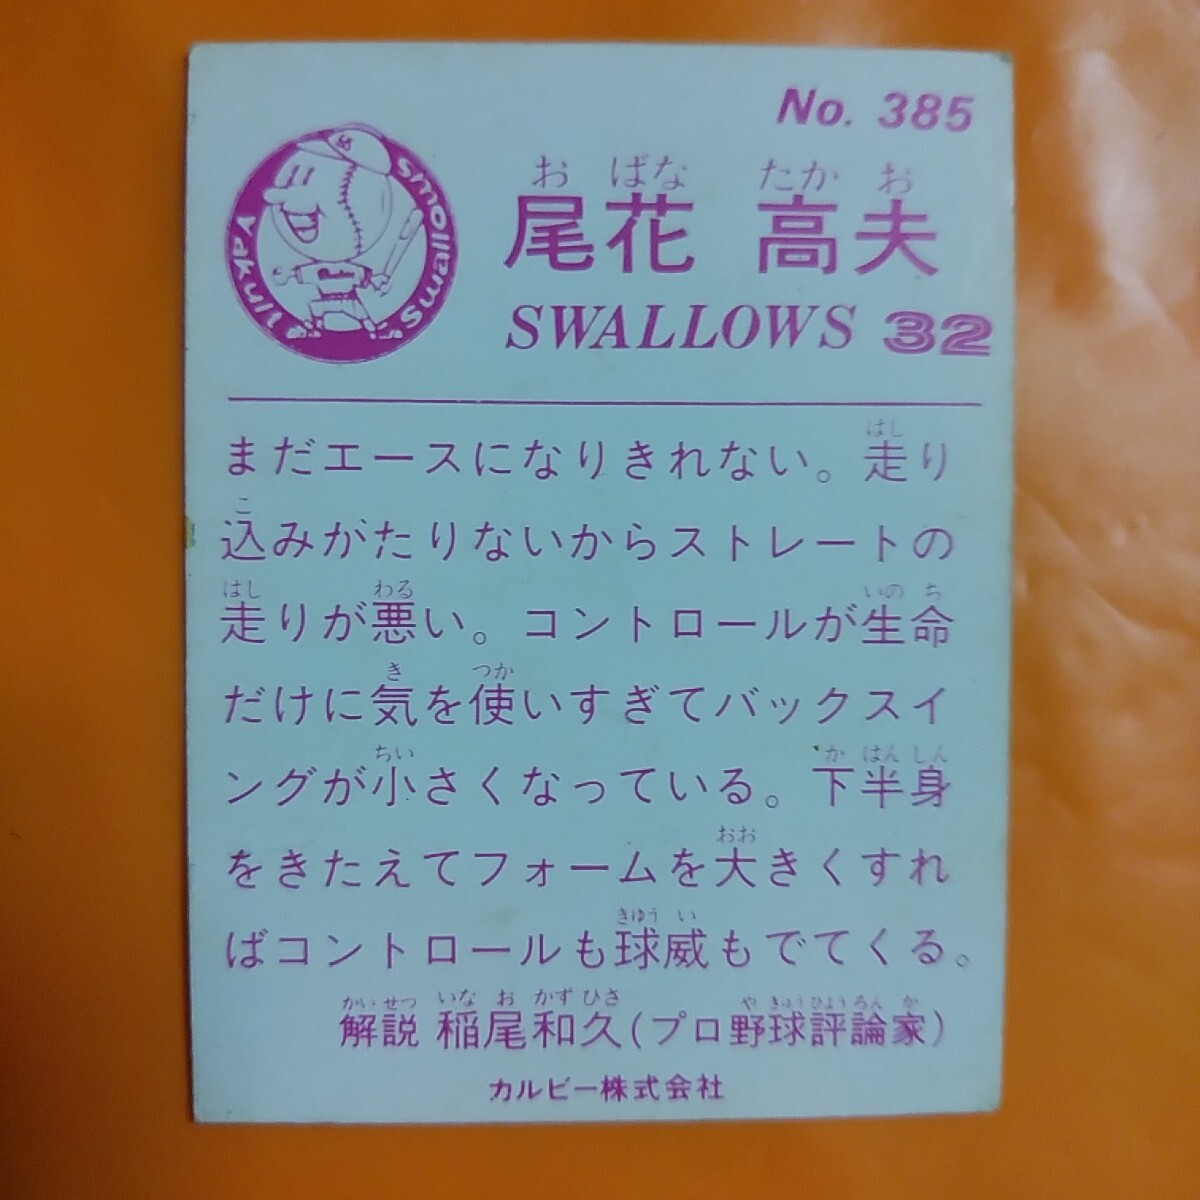 No. 385
おばな たかお
尾花 高夫
Yakult Swallows
SWALLOWS 32
まだエースになりきれない。走り
込みがたりないからストレートの
走りが悪い。コントロールが生命
だけに気を使いすぎてバックスイ
ングが小さくなっている。下半身
をきたえてフォームを大きくすれ
ばコントロールも球威もでてくる。
解説 稲尾和久(プロ野球評論家)
カルビー株式会社